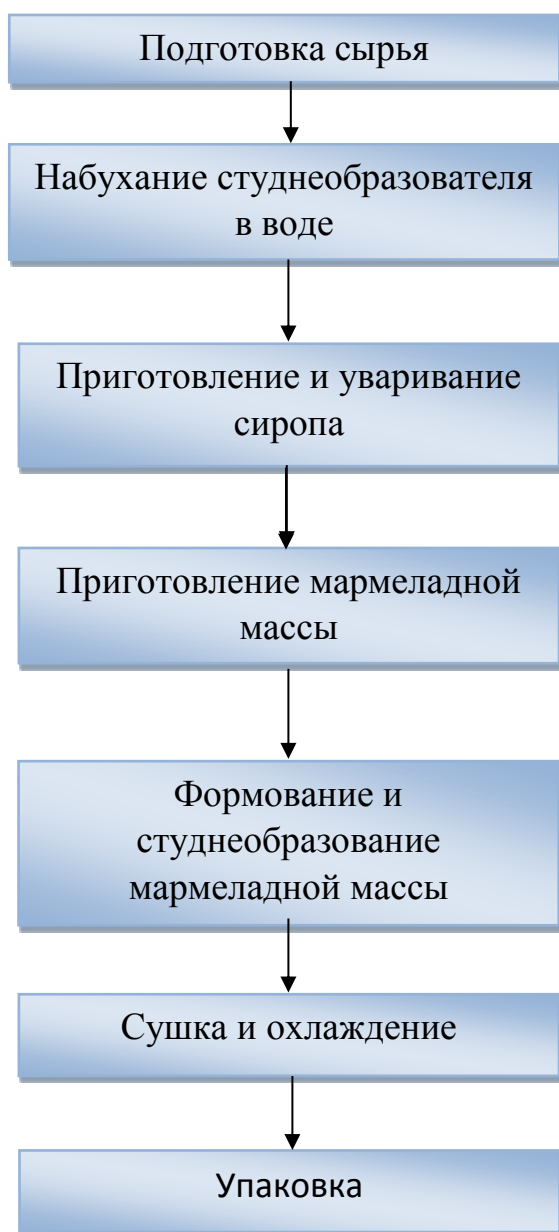 Подготовка сырья
Набухание студнеобразователя
в воде
Приготовление и уваривание
сиропа
Приготовление мармеладной
массы
Формование и
студнеобразование
мармеладной массы
Сушка и охлаждение
Упаковка